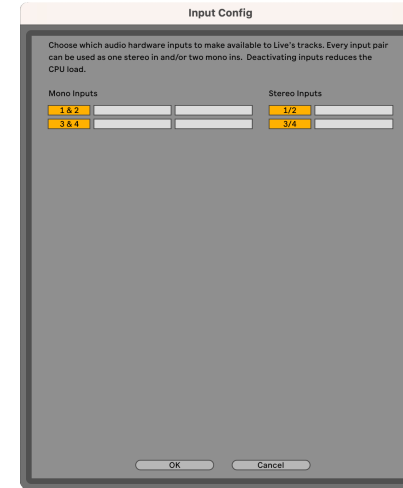 Input Config
Choose which audio hardware inputs to make available to Live's tracks. Every input pair
can be used as one stereo in and/or two mono ins. Deactivating inputs reduces the
CPU load.
Mono Inputs Stereo Inputs
1 & 2 1/2
3 & 4 3/4
OK Cancel